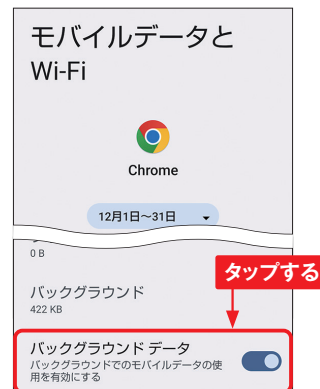 モバイルデータと
Wi-Fi
Chrome
12月1日~31日
0 B
タップする
バックグラウンド
422 KB
バックグラウンド データ
バックグラウンドでのモバイルデータの使
用を有効にする